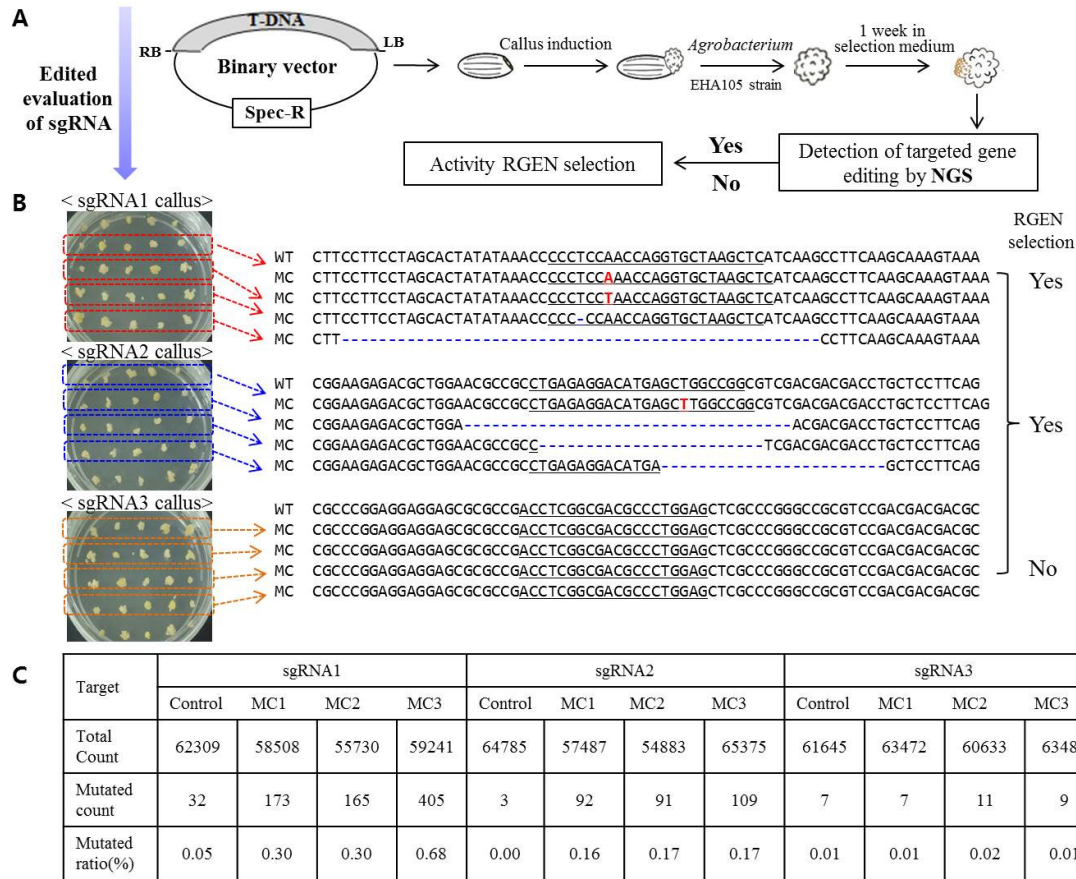 A
RB
T-DNA
LB
Binary vector
Spec-R
Edited
evaluation
of sgRNA
Callus induction
Agrobacterium
EHA105 strain
1 week in
selection medium
Detection of targeted gene
editing by NGS
Yes
No
Activity RGEN selection
B
RGEN
selection
< sgRNA1 callus>
WT CTTCCTTCCTAGCACTATATAAACCCCCTCCAACCAGGTGCTAAGCTCATCAAGCCTTCAAGCAAAGTAAA
MC CTTCCTTCCTAGCACTATATAAACCCCCTCCAAACCAGGTGCTAAGCTCATCAAGCCTTCAAGCAAAGTAAA
MC CTTCCTTCCTAGCACTATATAAACCCCCTCCTAACCAGGTGCTAAGCTCATCAAGCCTTCAAGCAAAGTAAA
MC CTTCCTTCCTAGCACTATATAAACCCCC-CCAACCAGGTGCTAAGCTCATCAAGCCTTCAAGCAAAGTAAA
MC CTT---------------------------------------------------CCTTCAAGCAAAGTAAA
Yes
< sgRNA2 callus>
WT CGGAAGAGACGCTGGAACGCCGCCTGAGAGGACATGAGCTGGCCGGCGTCGACGACGACCTGCTCCTTCAG
MC CGGAAGAGACGCTGGAACGCCGCCTGAGAGGACATGAGCTTGGCCGGCGTCGACGACGACCTGCTCCTTCAG
MC CGGAAGAGACGCTGGA-----------------------------------ACGACGACCTGCTCCTTCAG
MC CGGAAGAGACGCTGGAACGCCGCC------------------------TCGACGACGACCTGCTCCTTCAG
MC CGGAAGAGACGCTGGAACGCCGCCTGAGAGGACATGA------------------------GCTCCTTCAG
Yes
< sgRNA3 callus>
WT CGCCCGGAGGAGGAGCGCGCCGACCTCGGCGACGCCCTGGAGCTCGCCCGGGCCGCGTCCGACGACGACGC
MC CGCCCGGAGGAGGAGCGCGCCGACCTCGGCGACGCCCTGGAGCTCGCCCGGGCCGCGTCCGACGACGACGC
MC CGCCCGGAGGAGGAGCGCGCCGACCTCGGCGACGCCCTGGAGCTCGCCCGGGCCGCGTCCGACGACGACGC
MC CGCCCGGAGGAGGAGCGCGCCGACCTCGGCGACGCCCTGGAGCTCGCCCGGGCCGCGTCCGACGACGACGC
MC CGCCCGGAGGAGGAGCGCGCCGACCTCGGCGACGCCCTGGAGCTCGCCCGGGCCGCGTCCGACGACGACGC
No
C
Target sgRNA1 sgRNA2 sgRNA3
Control MC1 MC2 MC3 Control MC1 MC2 MC3 Control MC1 MC2 MC3
Total Count 62309 58508 55730 59241 64785 57487 54883 65375 61645 63472 60633 6348
Mutated count 32 173 165 405 3 92 91 109 7 7 11 9
Mutated ratio(%) 0.05 0.30 0.30 0.68 0.00 0.16 0.17 0.17 0.01 0.01 0.02 0.01